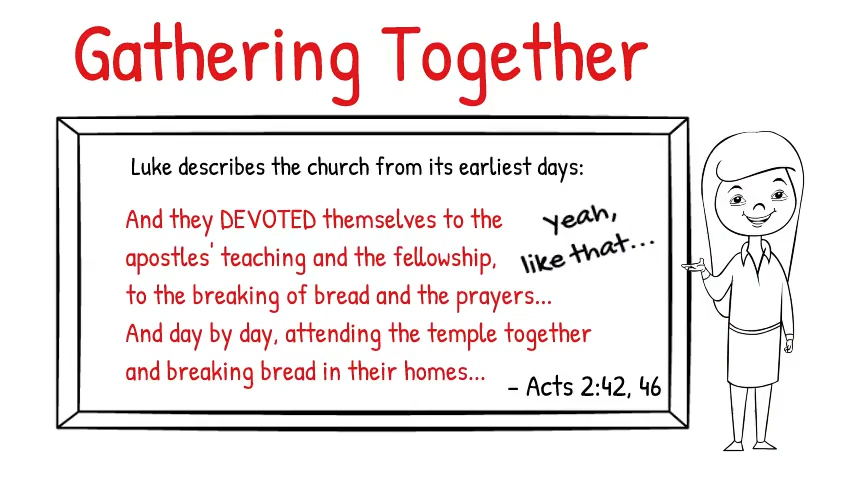 Gathering Together
Luke describes the church from its earliest days:
And they DEVOTED themselves to the
apostles' teaching and the fellowship,
to the breaking of bread and the prayers...
And day by day, attending the temple together
and breaking bread in their homes...
yeah,
like that...
– Acts 2:42, 46